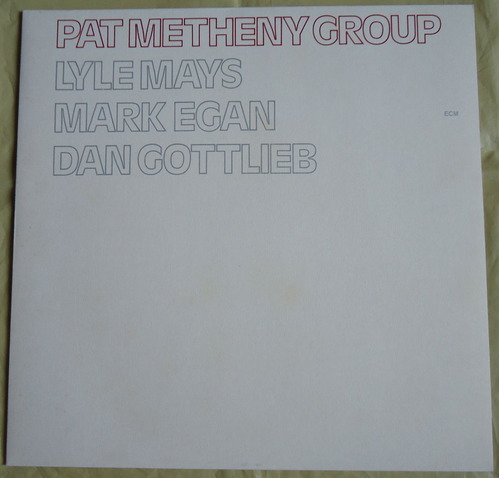 PAT METHENY GROUP
LYLE MAYS
MARK EGAN
ECM
DAN GOTTLIEB